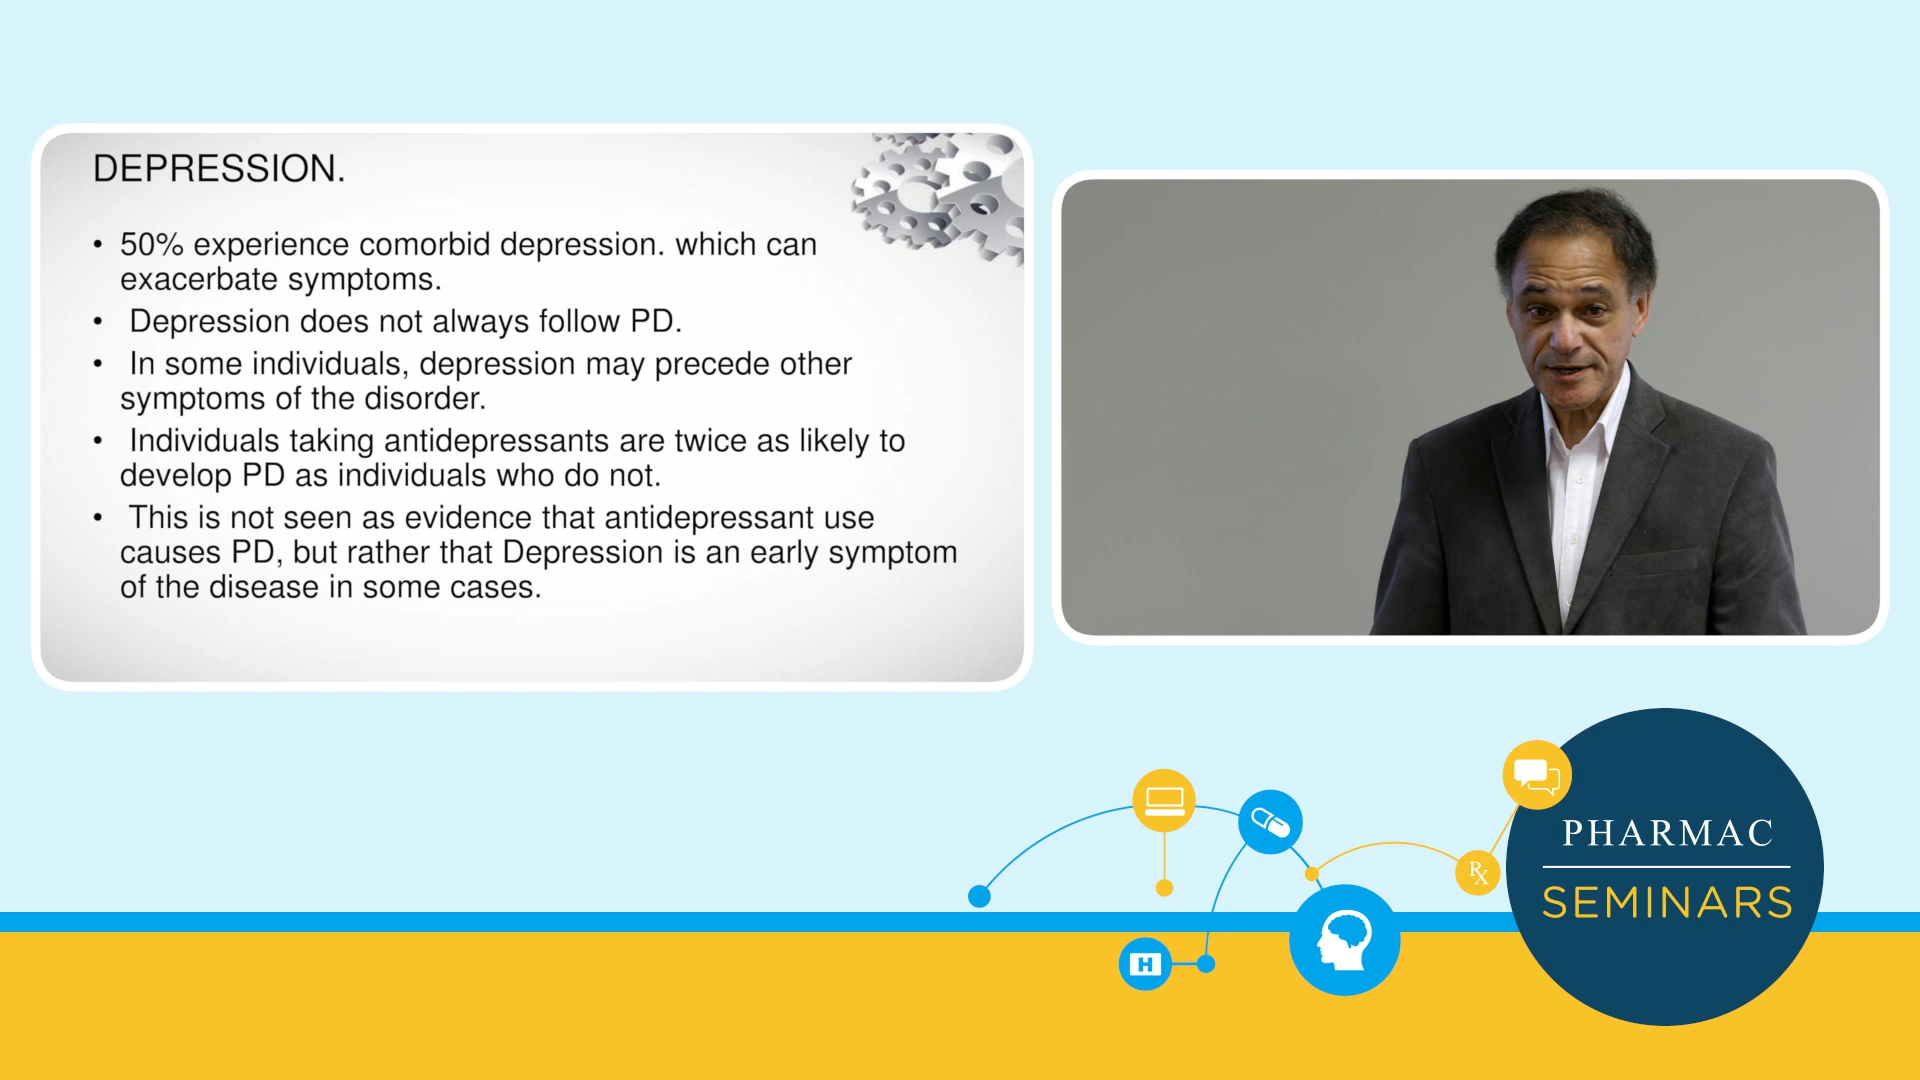 DEPRESSION.
• 50% experience comorbid depression. which can
exacerbate symptoms.
• Depression does not always follow PD.
• In some individuals, depression may precede other
symptoms of the disorder.
• Individuals taking antidepressants are twice as likely to
develop PD as individuals who do not.
• This is not seen as evidence that antidepressant use
causes PD, but rather that Depression is an early symptom
of the disease in some cases.
PHARMAC
SEMINARS
Rx
H